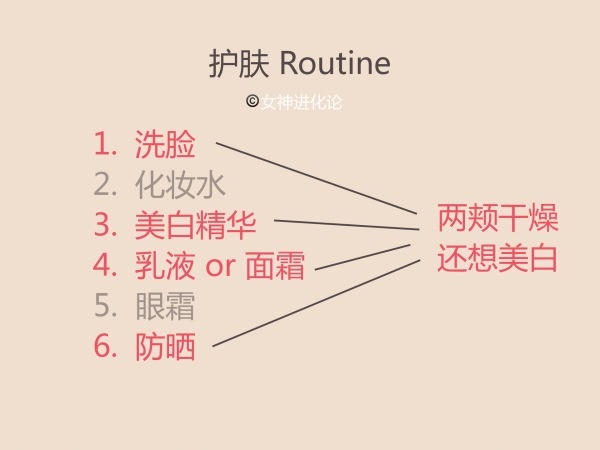 护肤 Routine
©女神进化论
1. 洗脸
2. 化妆水
3. 美白精华
4. 乳液 or 面霜
5. 眼霜
6. 防晒
两颊干燥
还想美白